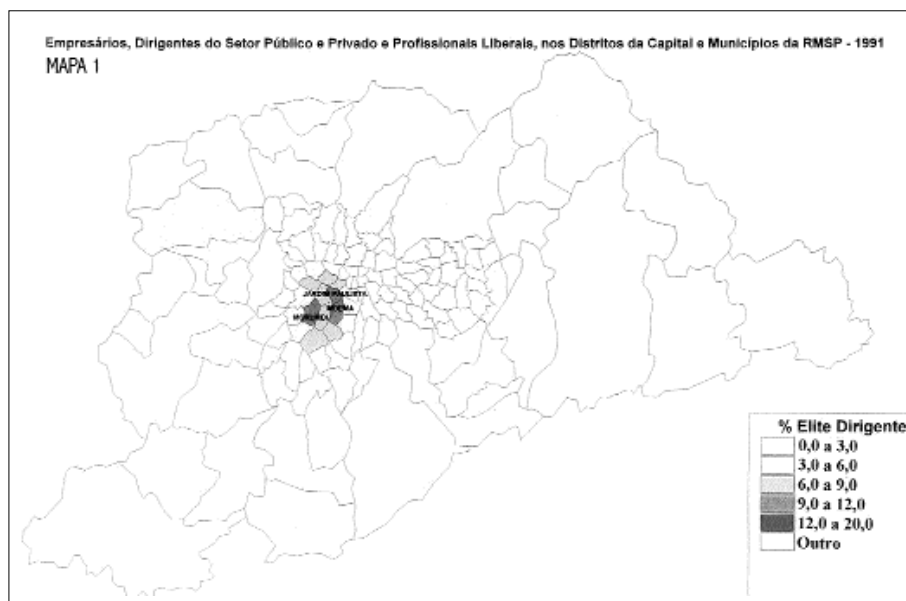 Empresários, Dirigentes do Setor Público e Privado e Profissionais Liberais, nos Distritos da Capital e Municípios da RMSP - 1991
MAPA 1
JARDIM PAULISTA
MOEMA
MORUMBI
% Elite Dirigente
0,0 a 3,0
3,0 a 6,0
6,0 a 9,0
9,0 a 12,0
12,0 a 20,0
Outro